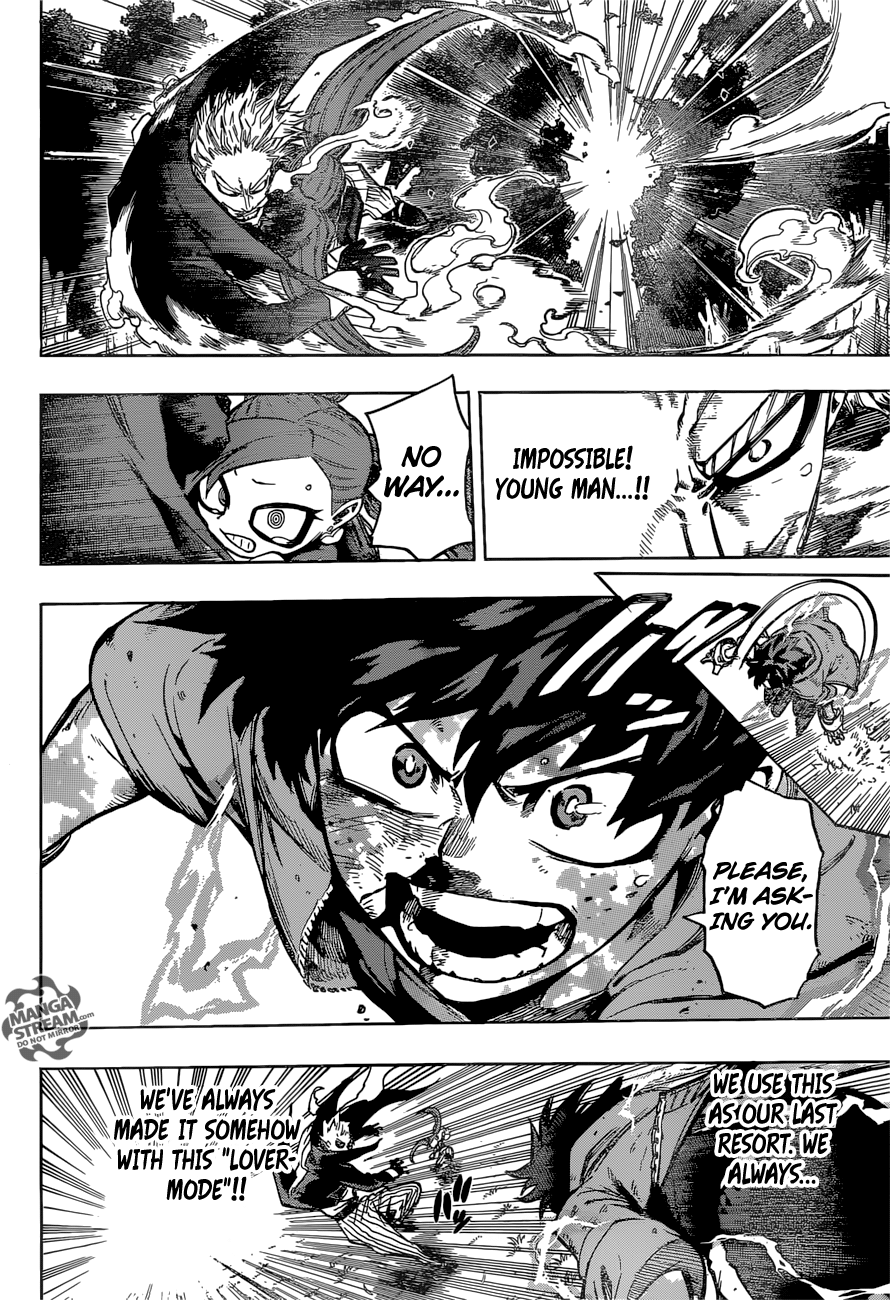 IMPOSSIBLE!
YOUNG MAN...!!
NO
WAY...
PLEASE,
I'M ASK-
ING YOU.
MANGA
STREAM.com
DO NOT MIRROR
WE USE THIS
AS OUR LAST
RESORT. WE
ALWAYS...
WE'VE ALWAYS
MADE IT SOMEHOW
WITH THIS "LOVER-
MODE"!!